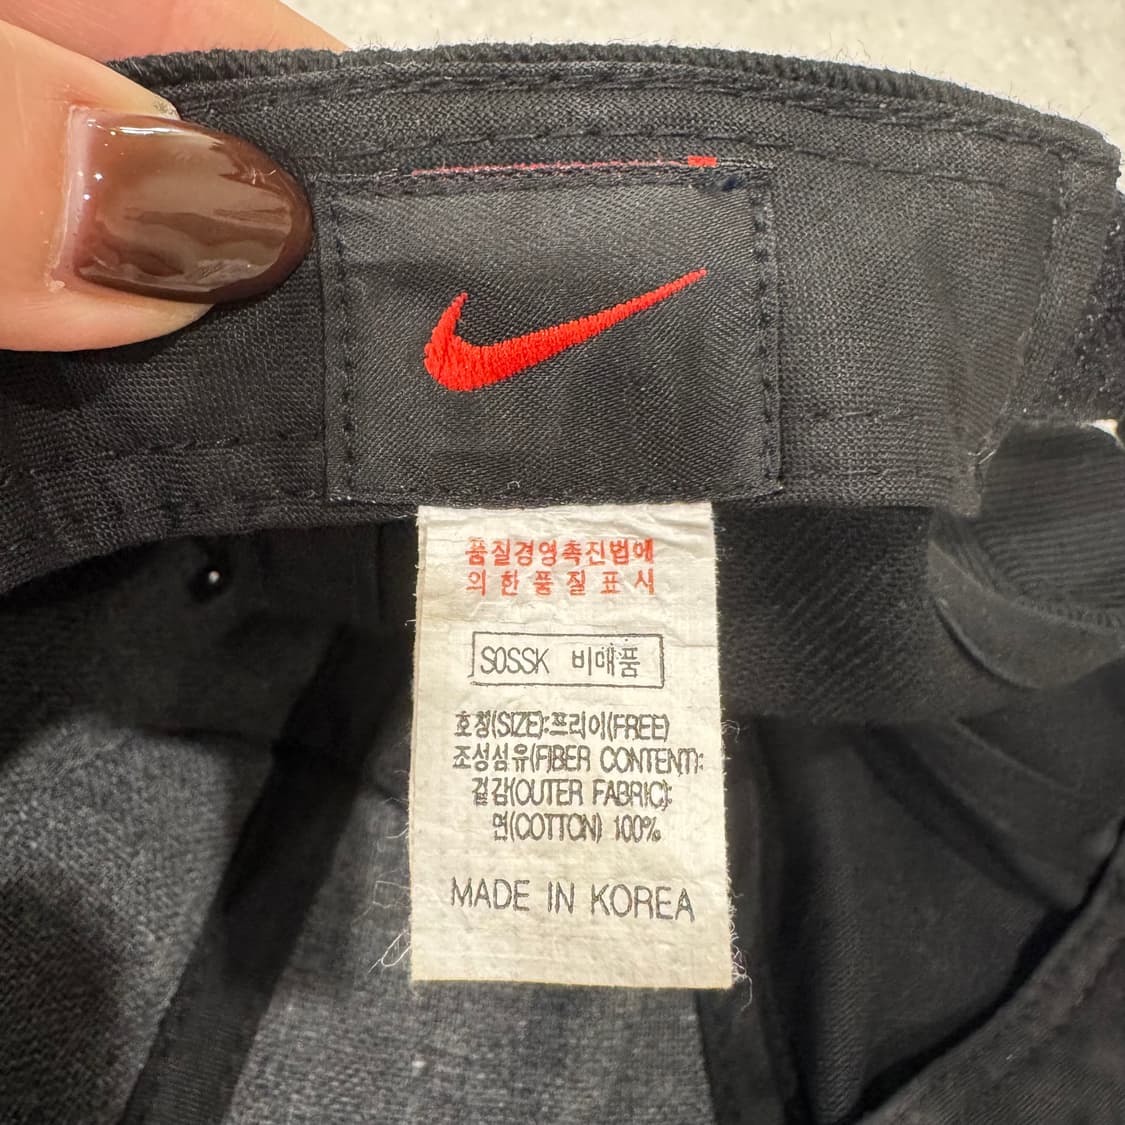 품질경영촉진법에
의한품질표시
SOSSK 비매품
호칭(SIZE):프리이(FREE)
조성섬유(FIBER CONTENT):
겉감(OUTER FABRIC):
면(COTTON) 100%
MADE IN KOREA